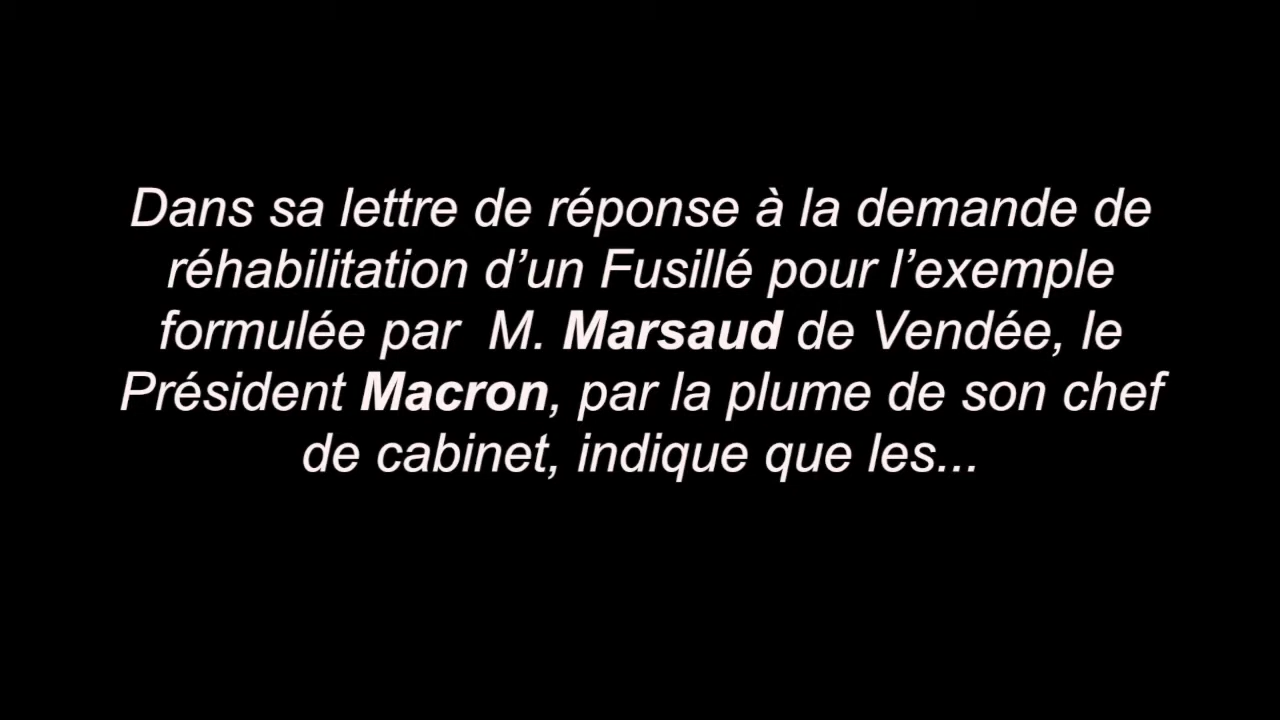 Dans sa lettre de réponse à la demande de
réhabilitation d’un Fusillé pour l’exemple
formulée par  M. Marsaud de Vendée, le
Président Macron, par la plume de son chef
de cabinet, indique que les...